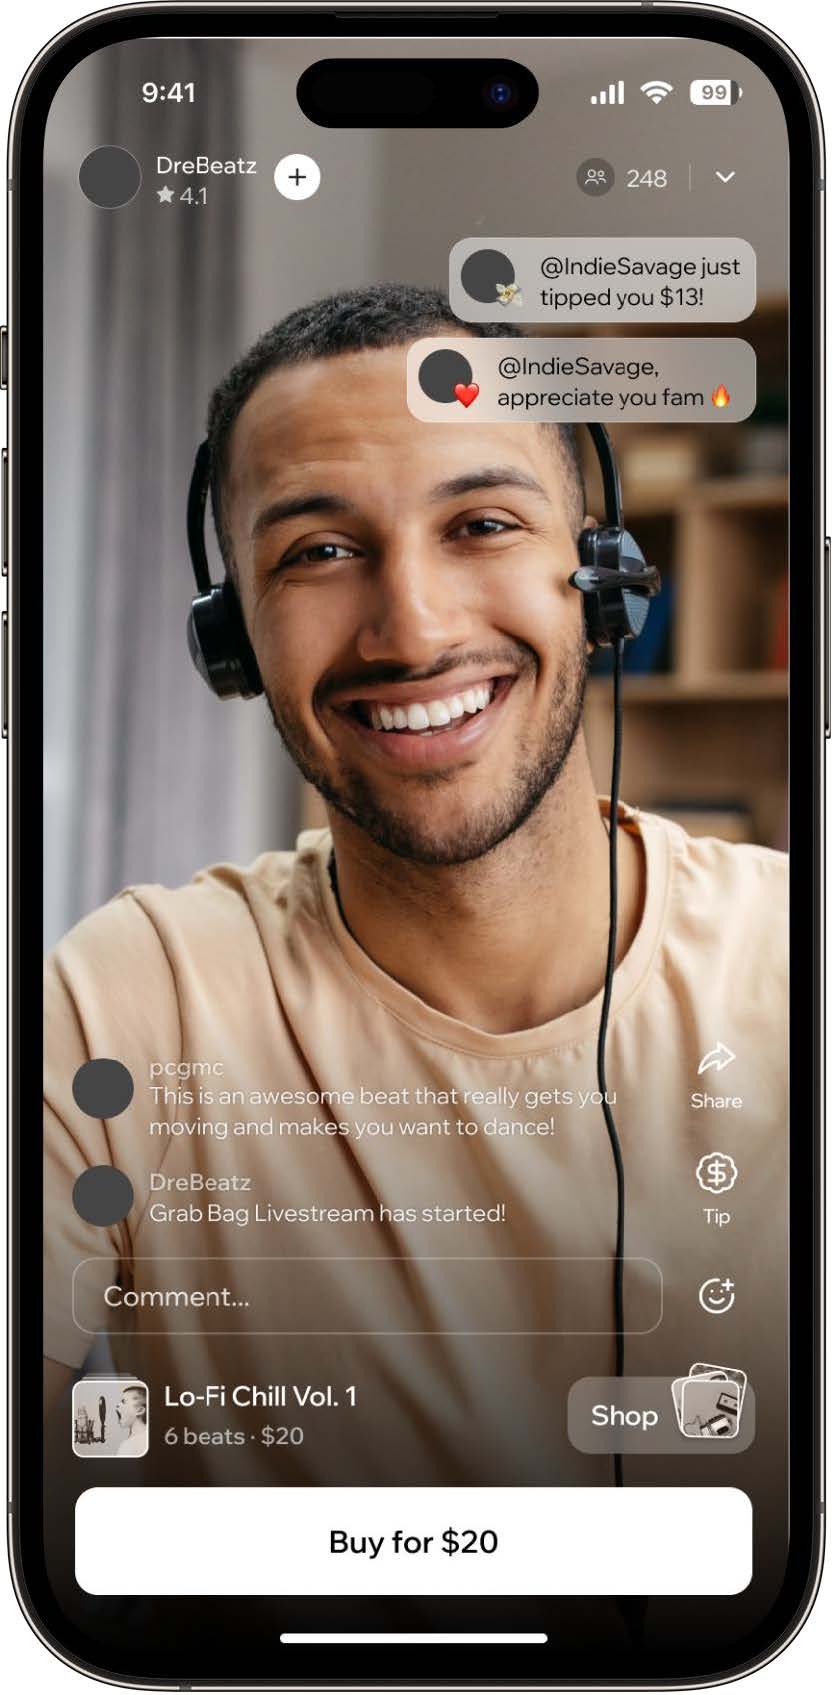 9:41
99
DreBeatz
4.1
248
@IndieSavage just
tipped you $13!
@IndieSavage,
appreciate you fam 🔥
pcgmc
This is an awesome beat that really gets you
moving and makes you want to dance!
Share
DreBeatz
Grab Bag Livestream has started!
Tip
Comment...
Lo-Fi Chill Vol. 1
6 beats · $20
Shop
Buy for $20